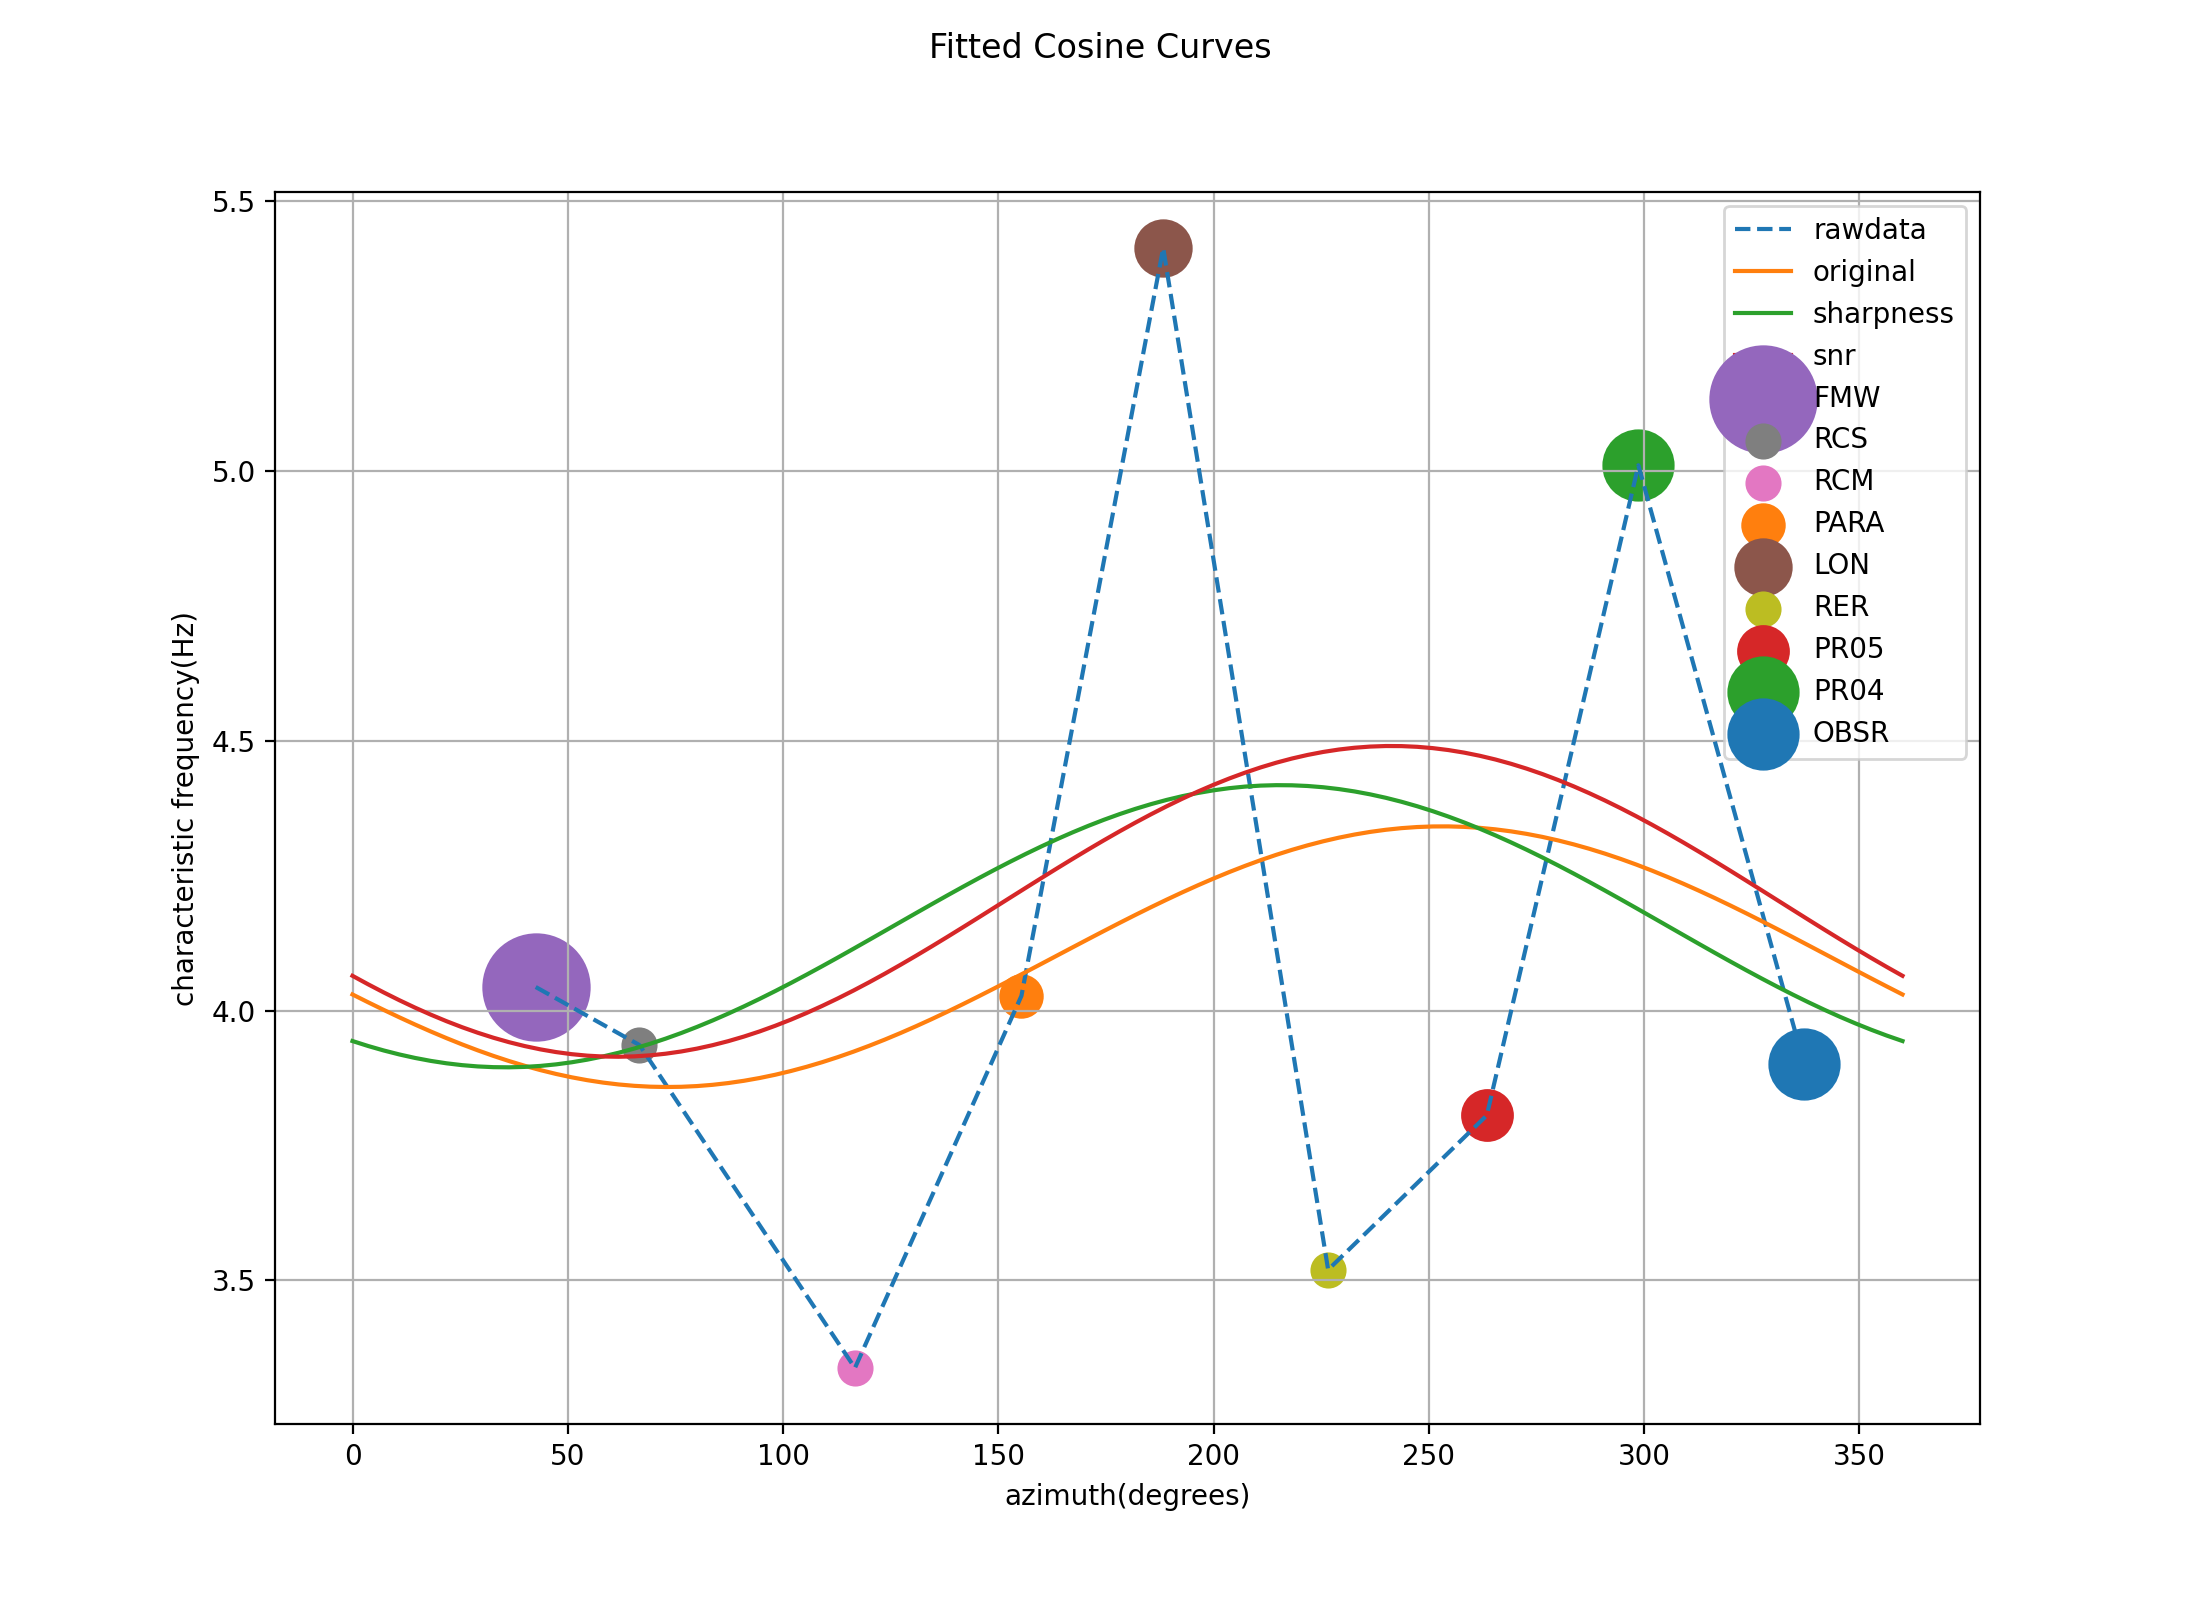 Fitted Cosine Curves
5.5
5.0
4.5
4.0
3.5
characteristic frequency(Hz)
0 50 100 150 200 250 300 350
azimuth(degrees)
rawdata
original
sharpness
snr
FMW
RCS
RCM
PARA
LON
RER
PR05
PR04
OBSR